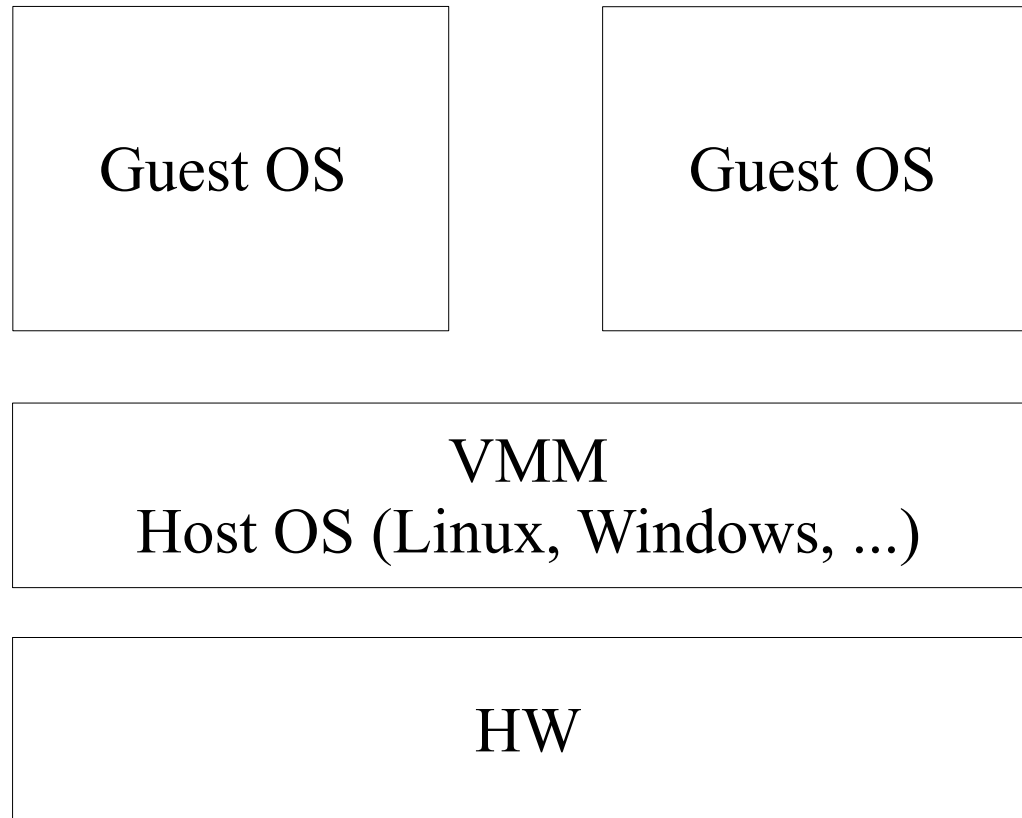 Guest OS
Guest OS
VMM
Host OS (Linux, Windows, ...)
HW